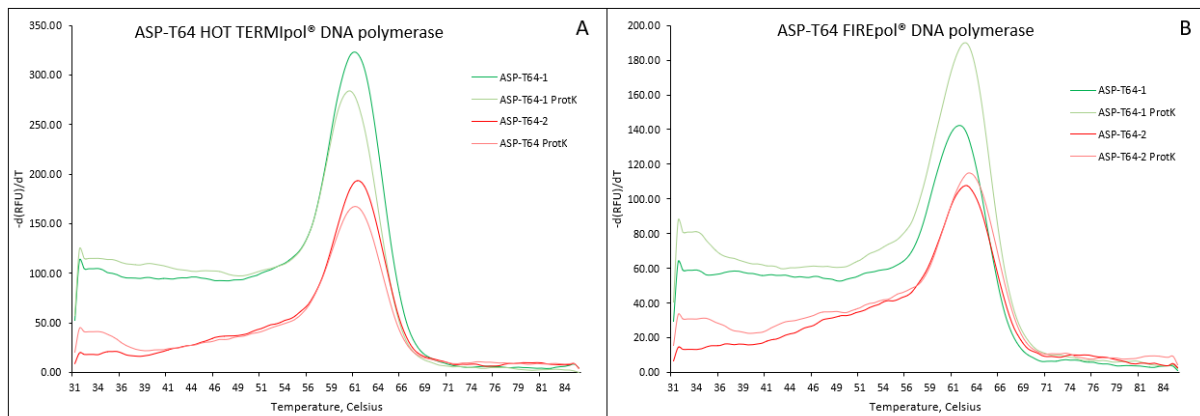 ASP-T64 HOT TERMIpol® DNA polymerase
A
350.00
300.00
250.00
200.00
150.00
100.00
50.00
0.00
-d(RFU)/dT
ASP-T64-1
ASP-T64-1 ProtK
ASP-T64-2
ASP-T64 ProtK
31 34 36 39 41 44 46 49 51 54 56 59 61 64 66 69 71 74 76 79 81 84
Temperature, Celsius
ASP-T64 FIREpol® DNA polymerase
B
200.00
180.00
160.00
140.00
120.00
100.00
80.00
60.00
40.00
20.00
0.00
-d(RFU)/dT
ASP-T64-1
ASP-T64-1 ProtK
ASP-T64-2
ASP-T64-2 ProtK
31 34 36 39 41 44 46 49 51 54 56 59 61 64 66 69 71 74 76 79 81 84
Temperature, Celsius